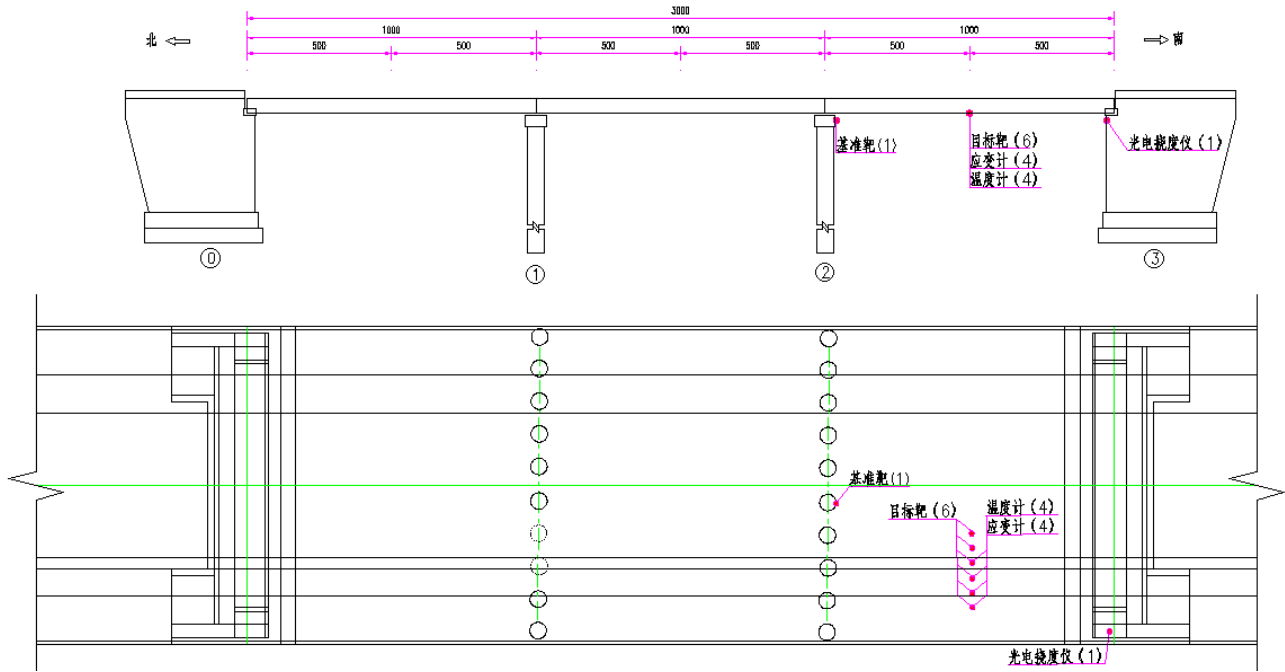 3000
1000 1000 1000
500 500 500 500 500 500
北 南
基准靶(1)
目标靶(6)
应变计(4)
温度计(4)
光电挠度仪(1)
⓪ ① ② ③
基准靶(1)
目标靶(6)
温度计(4)
应变计(4)
光电挠度仪(1)